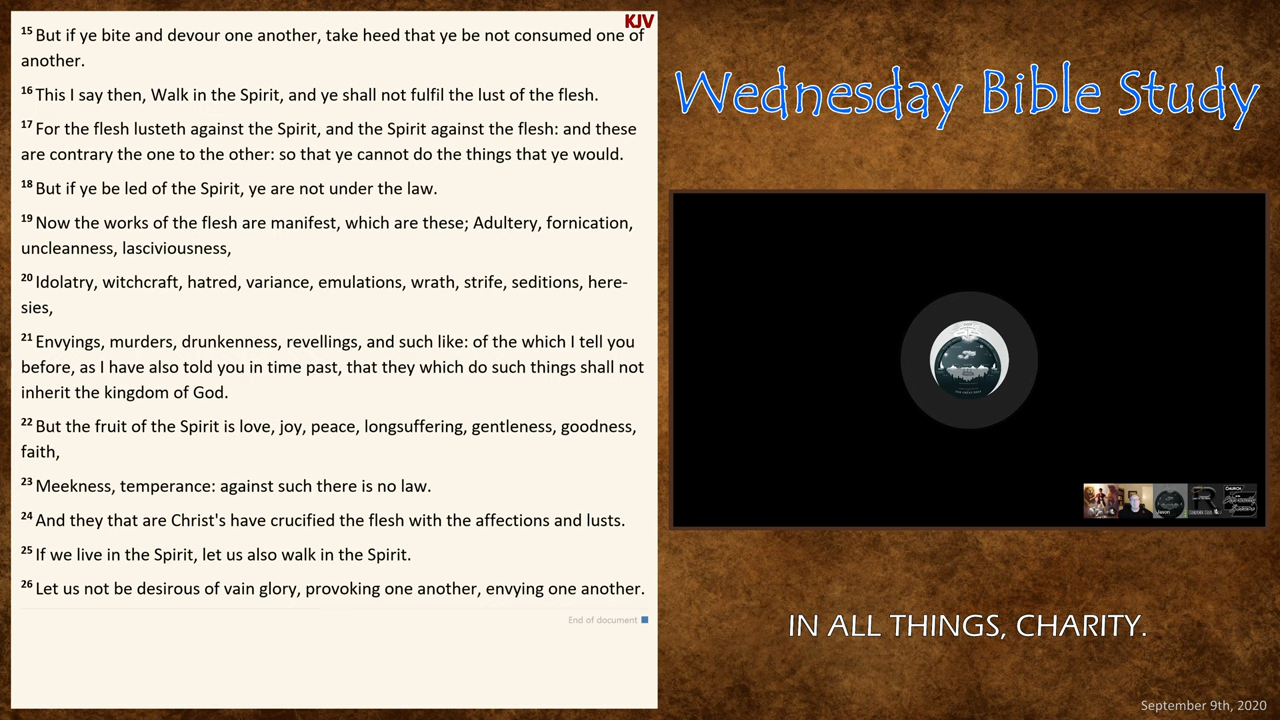 KJV
15 But if ye bite and devour one another, take heed that ye be not consumed one of
another.
16 This I say then, Walk in the Spirit, and ye shall not fulfil the lust of the flesh.
17 For the flesh lusteth against the Spirit, and the Spirit against the flesh: and these
are contrary the one to the other: so that ye cannot do the things that ye would.
18 But if ye be led of the Spirit, ye are not under the law.
19 Now the works of the flesh are manifest, which are these; Adultery, fornication,
uncleanness, lasciviousness,
20 Idolatry, witchcraft, hatred, variance, emulations, wrath, strife, seditions, here-
sies,
21 Envyings, murders, drunkenness, revellings, and such like: of the which I tell you
before, as I have also told you in time past, that they which do such things shall not
inherit the kingdom of God.
22 But the fruit of the Spirit is love, joy, peace, longsuffering, gentleness, goodness,
faith,
23 Meekness, temperance: against such there is no law.
24 And they that are Christ's have crucified the flesh with the affections and lusts.
25 If we live in the Spirit, let us also walk in the Spirit.
26 Let us not be desirous of vain glory, provoking one another, envying one another.
End of document
Wednesday Bible Study
Jason
R
CHURCH
IN ALL THINGS, CHARITY.
September 9th, 2020